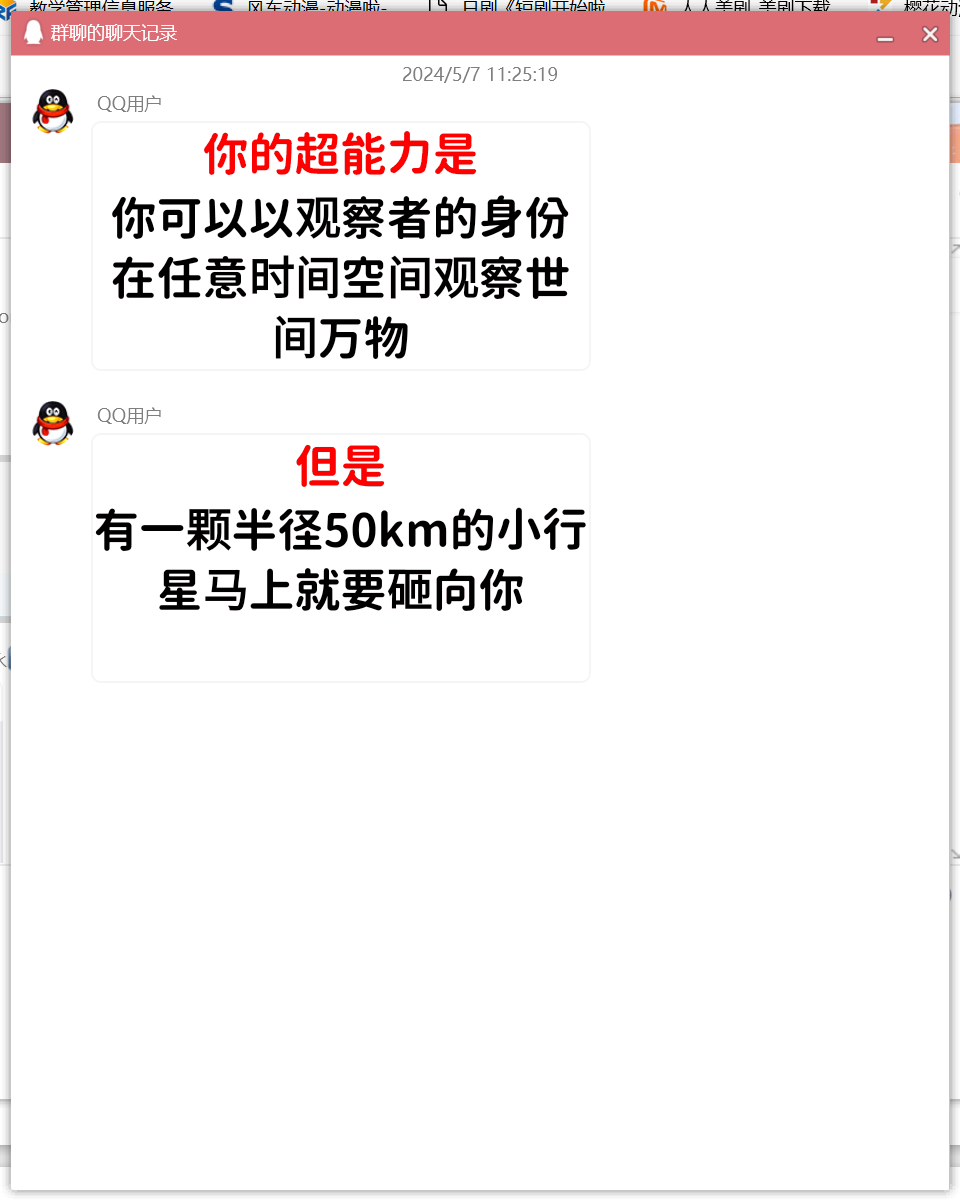 教学管理信息服务
风车动漫-动漫啦-
日剧《短剧开始啦
人人美剧_美剧下载
樱花动漫
群聊的聊天记录
2024/5/7 11:25:19
QQ用户
你的超能力是
你可以以观察者的身份
在任意时间空间观察世
间万物
QQ用户
但是
有一颗半径50km的小行
星马上就要砸向你